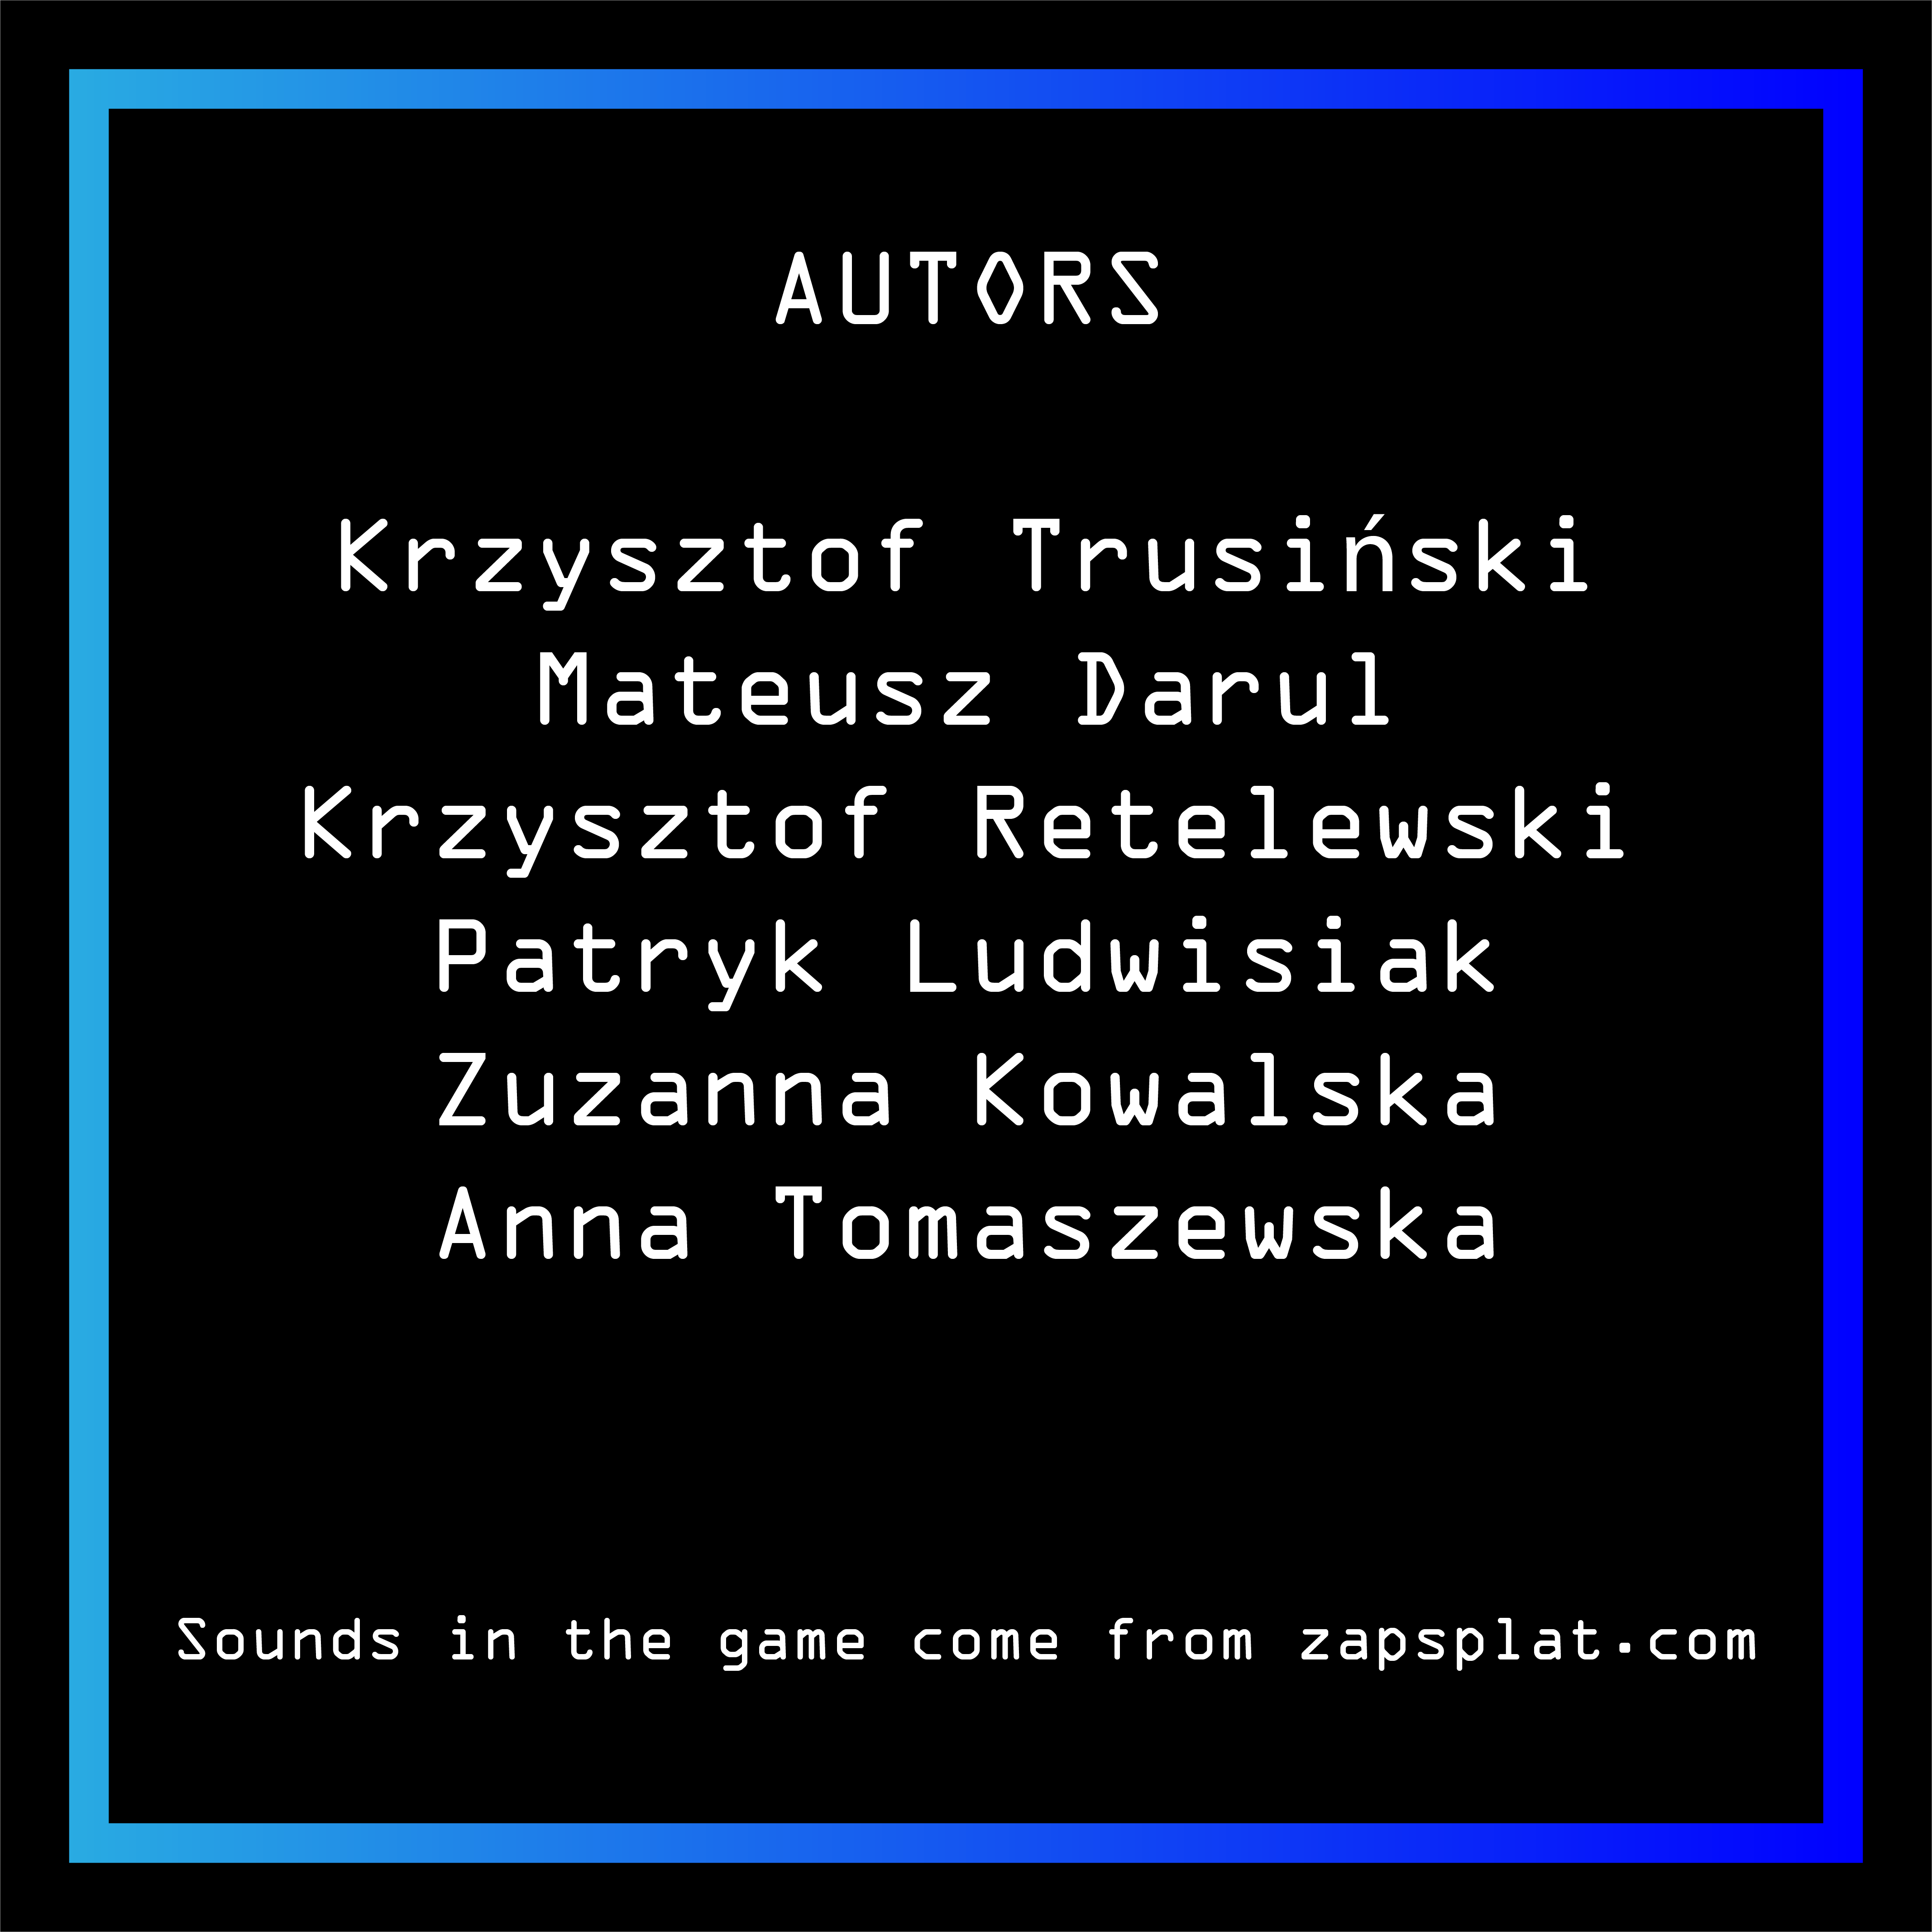 AUTORS
Krzysztof Trusiński
Mateusz Darul
Krzysztof Retelewski
Patryk Ludwisiak
Zuzanna Kowalska
Anna Tomaszewska
Sounds in the game come from zapsplat.com